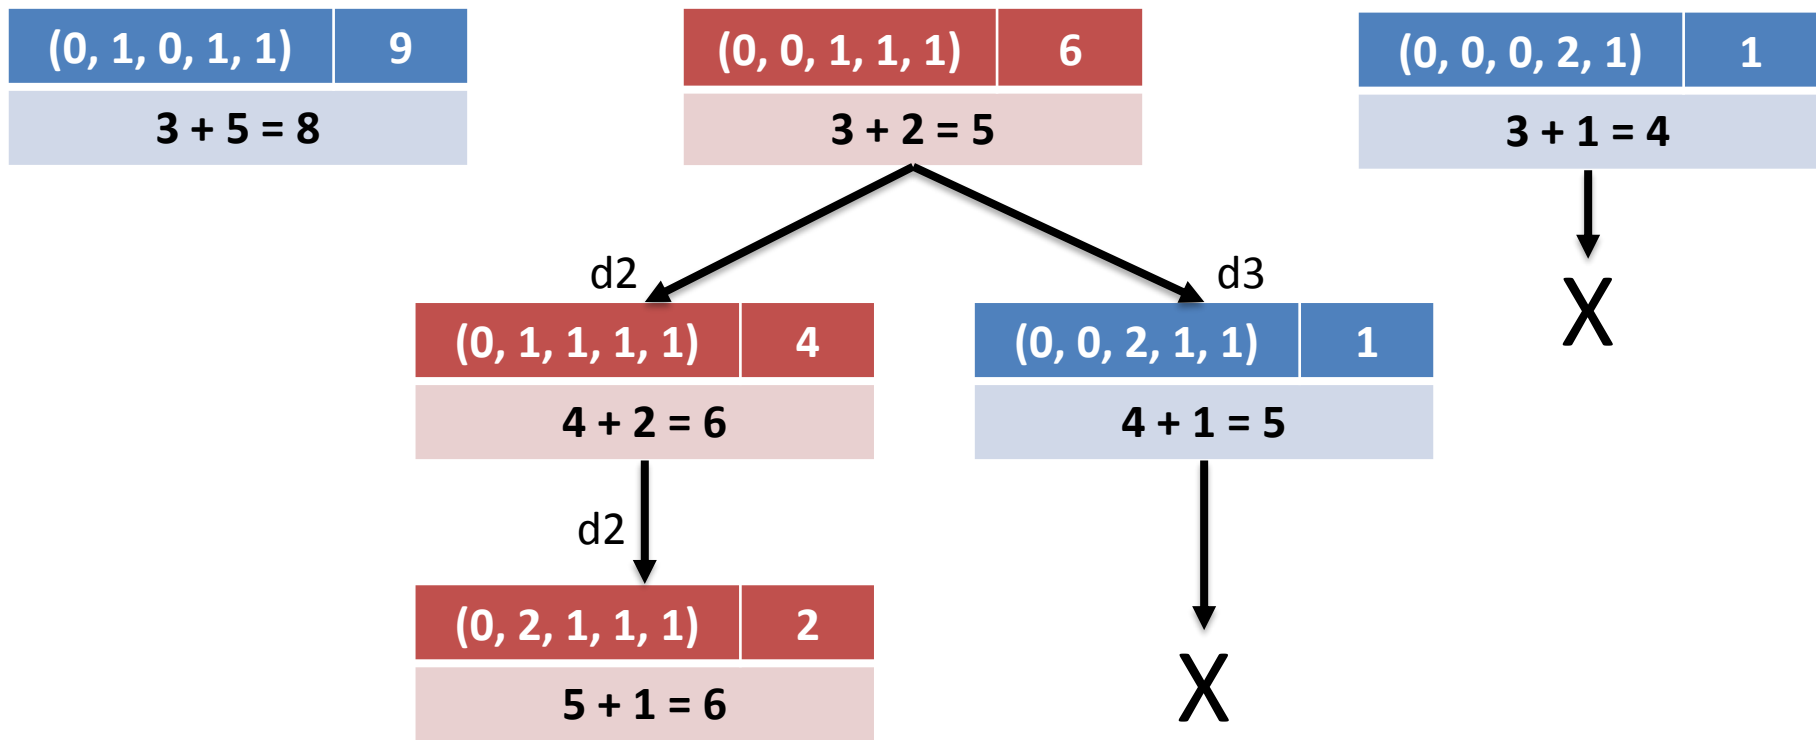 (0, 1, 0, 1, 1) 9
3 + 5 = 8
(0, 0, 1, 1, 1) 6
3 + 2 = 5
(0, 0, 0, 2, 1) 1
3 + 1 = 4
d2
d3
X
(0, 1, 1, 1, 1) 4
4 + 2 = 6
(0, 0, 2, 1, 1) 1
4 + 1 = 5
d2
(0, 2, 1, 1, 1) 2
5 + 1 = 6
X